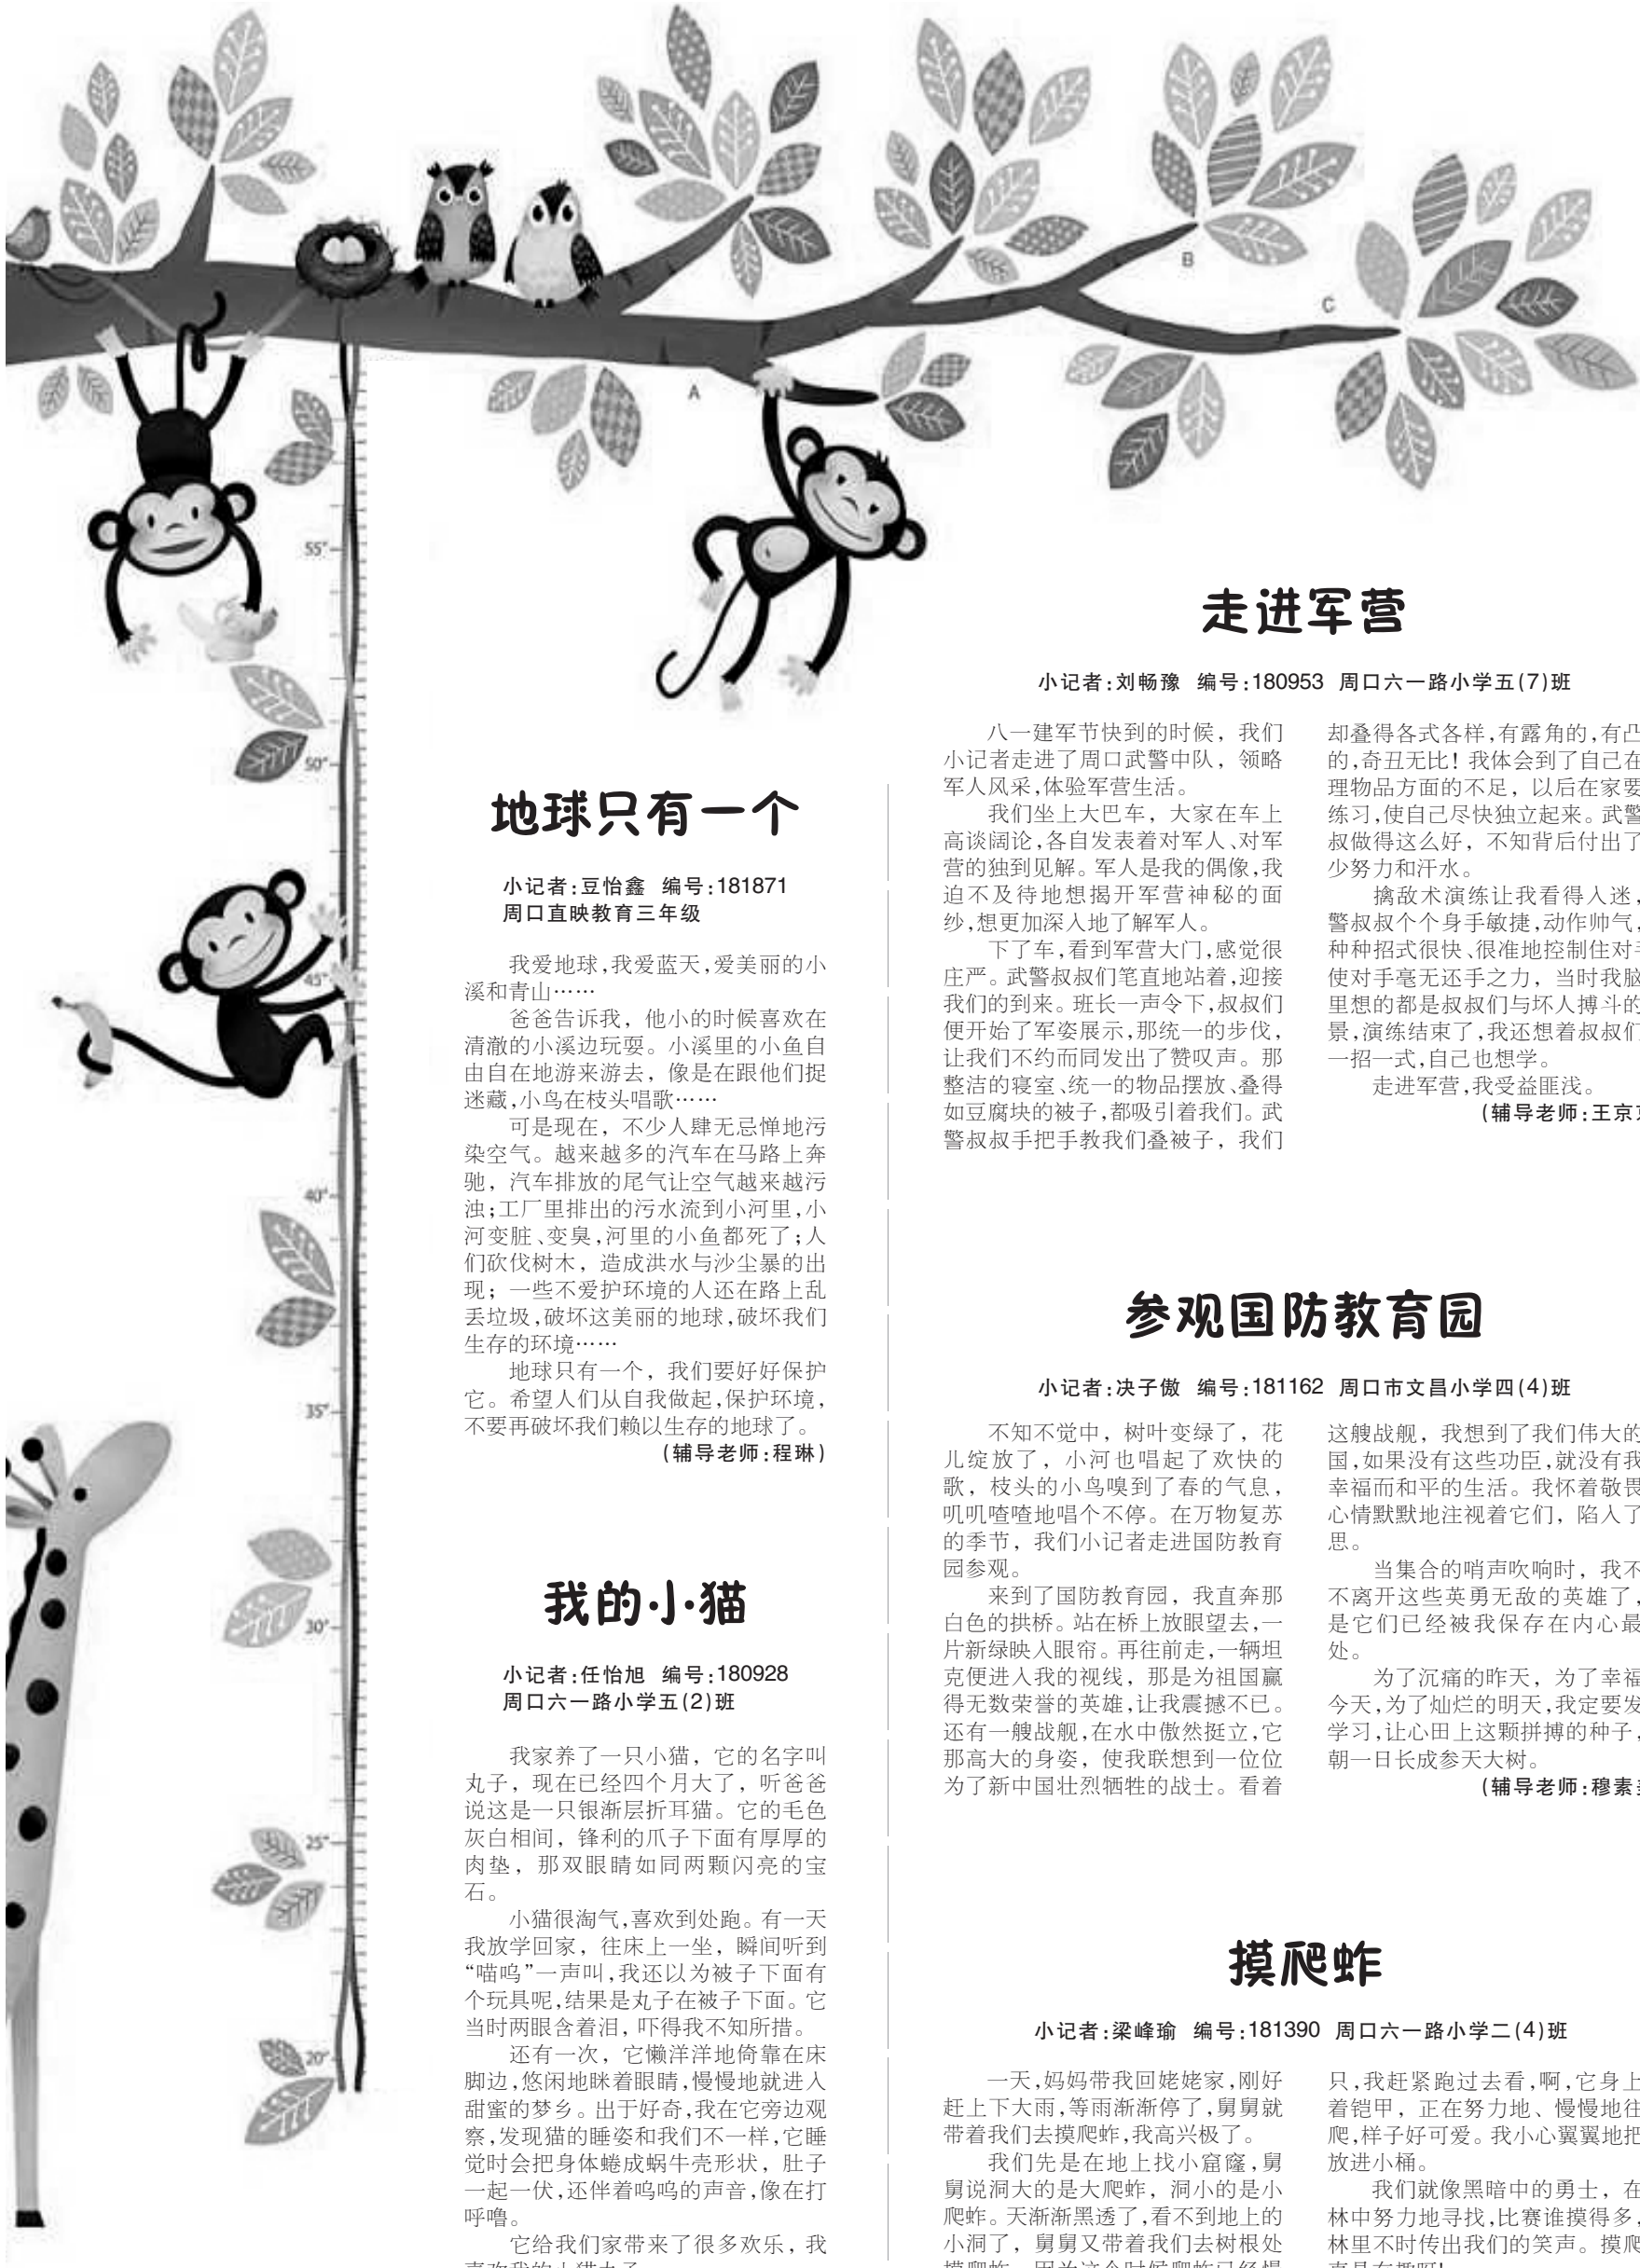 B
C
A
55"
50"
45"
40"
35"
30"
25"
20"
地球只有一个
小记者:豆怡鑫 编号:181871
周口直映教育三年级
我爱地球,我爱蓝天,爱美丽的小
溪和青山……
爸爸告诉我，他小的时候喜欢在
清澈的小溪边玩耍。小溪里的小鱼自
由自在地游来游去，像是在跟他们捉
迷藏,小鸟在枝头唱歌……
可是现在，不少人肆无忌惮地污
染空气。越来越多的汽车在马路上奔
驰，汽车排放的尾气让空气越来越污
浊;工厂里排出的污水流到小河里,小
河变脏、变臭,河里的小鱼都死了;人
们砍伐树木，造成洪水与沙尘暴的出
现；一些不爱护环境的人还在路上乱
丢垃圾,破坏这美丽的地球,破坏我们
生存的环境……
地球只有一个，我们要好好保护
它。希望人们从自我做起,保护环境,
不要再破坏我们赖以生存的地球了。
(辅导老师:程琳)
我的小猫
小记者:任怡旭 编号:180928
周口六一路小学五(2)班
我家养了一只小猫，它的名字叫
丸子，现在已经四个月大了，听爸爸
说这是一只银渐层折耳猫。它的毛色
灰白相间，锋利的爪子下面有厚厚的
肉垫，那双眼睛如同两颗闪亮的宝
石。
小猫很淘气,喜欢到处跑。有一天
我放学回家，往床上一坐，瞬间听到
“喵呜”一声叫,我还以为被子下面有
个玩具呢,结果是丸子在被子下面。它
当时两眼含着泪,吓得我不知所措。
还有一次，它懒洋洋地倚靠在床
脚边,悠闲地眯着眼睛,慢慢地就进入
甜蜜的梦乡。出于好奇,我在它旁边观
察,发现猫的睡姿和我们不一样,它睡
觉时会把身体蜷成蜗牛壳形状，肚子
一起一伏,还伴着呜呜的声音,像在打
呼噜。
它给我们家带来了很多欢乐，我
喜欢我的小猫丸子。
走进军营
小记者:刘畅豫 编号:180953 周口六一路小学五(7)班
八一建军节快到的时候，我们
小记者走进了周口武警中队，领略
军人风采,体验军营生活。
我们坐上大巴车，大家在车上
高谈阔论,各自发表着对军人、对军
营的独到见解。军人是我的偶像,我
迫不及待地想揭开军营神秘的面
纱,想更加深入地了解军人。
下了车,看到军营大门,感觉很
庄严。武警叔叔们笔直地站着,迎接
我们的到来。班长一声令下,叔叔们
便开始了军姿展示,那统一的步伐，
让我们不约而同发出了赞叹声。那
整洁的寝室、统一的物品摆放、叠得
如豆腐块的被子,都吸引着我们。武
警叔叔手把手教我们叠被子，我们
却叠得各式各样,有露角的,有凸
的,奇丑无比！我体会到了自己在
理物品方面的不足，以后在家要
练习,使自己尽快独立起来。武警
叔做得这么好，不知背后付出了
少努力和汗水。
擒敌术演练让我看得入迷,
警叔叔个个身手敏捷,动作帅气,
种种招式很快、很准地控制住对手
使对手毫无还手之力，当时我脑
里想的都是叔叔们与坏人搏斗的
景,演练结束了,我还想着叔叔们
一招一式,自己也想学。
走进军营,我受益匪浅。
(辅导老师:王京
参观国防教育园
小记者:决子傲 编号:181162 周口市文昌小学四(4)班
不知不觉中，树叶变绿了，花
儿绽放了，小河也唱起了欢快的
歌，枝头的小鸟嗅到了春的气息，
叽叽喳喳地唱个不停。在万物复苏
的季节，我们小记者走进国防教育
园参观。
来到了国防教育园，我直奔那
白色的拱桥。站在桥上放眼望去,一
片新绿映入眼帘。再往前走,一辆坦
克便进入我的视线，那是为祖国赢
得无数荣誉的英雄,让我震撼不已。
还有一艘战舰,在水中傲然挺立,它
那高大的身姿，使我联想到一位位
为了新中国壮烈牺牲的战士。看着
这艘战舰，我想到了我们伟大的
国,如果没有这些功臣,就没有我
幸福而和平的生活。我怀着敬畏
心情默默地注视着它们，陷入了
思。
当集合的哨声吹响时，我不
不离开这些英勇无敌的英雄了,
是它们已经被我保存在内心最
处。
为了沉痛的昨天，为了幸福
今天,为了灿烂的明天,我定要发
学习,让心田上这颗拼搏的种子,
朝一日长成参天大树。
(辅导老师:穆素
摸爬蚱
小记者:梁峰瑜 编号:181390 周口六一路小学二(4)班
一天,妈妈带我回姥姥家,刚好
赶上下大雨,等雨渐渐停了,舅舅就
带着我们去摸爬蚱,我高兴极了。
我们先是在地上找小窟窿,舅
舅说洞大的是大爬蚱，洞小的是小
爬蚱。天渐渐黑透了,看不到地上的
小洞了，舅舅又带着我们去树根处
摸爬蚱，因为这个时候爬蚱已经慢
只,我赶紧跑过去看,啊,它身上
着铠甲，正在努力地、慢慢地往
爬,样子好可爱。我小心翼翼地把
放进小桶。
我们就像黑暗中的勇士，在
林中努力地寻找,比赛谁摸得多,
林里不时传出我们的笑声。摸爬
真是有趣啊!